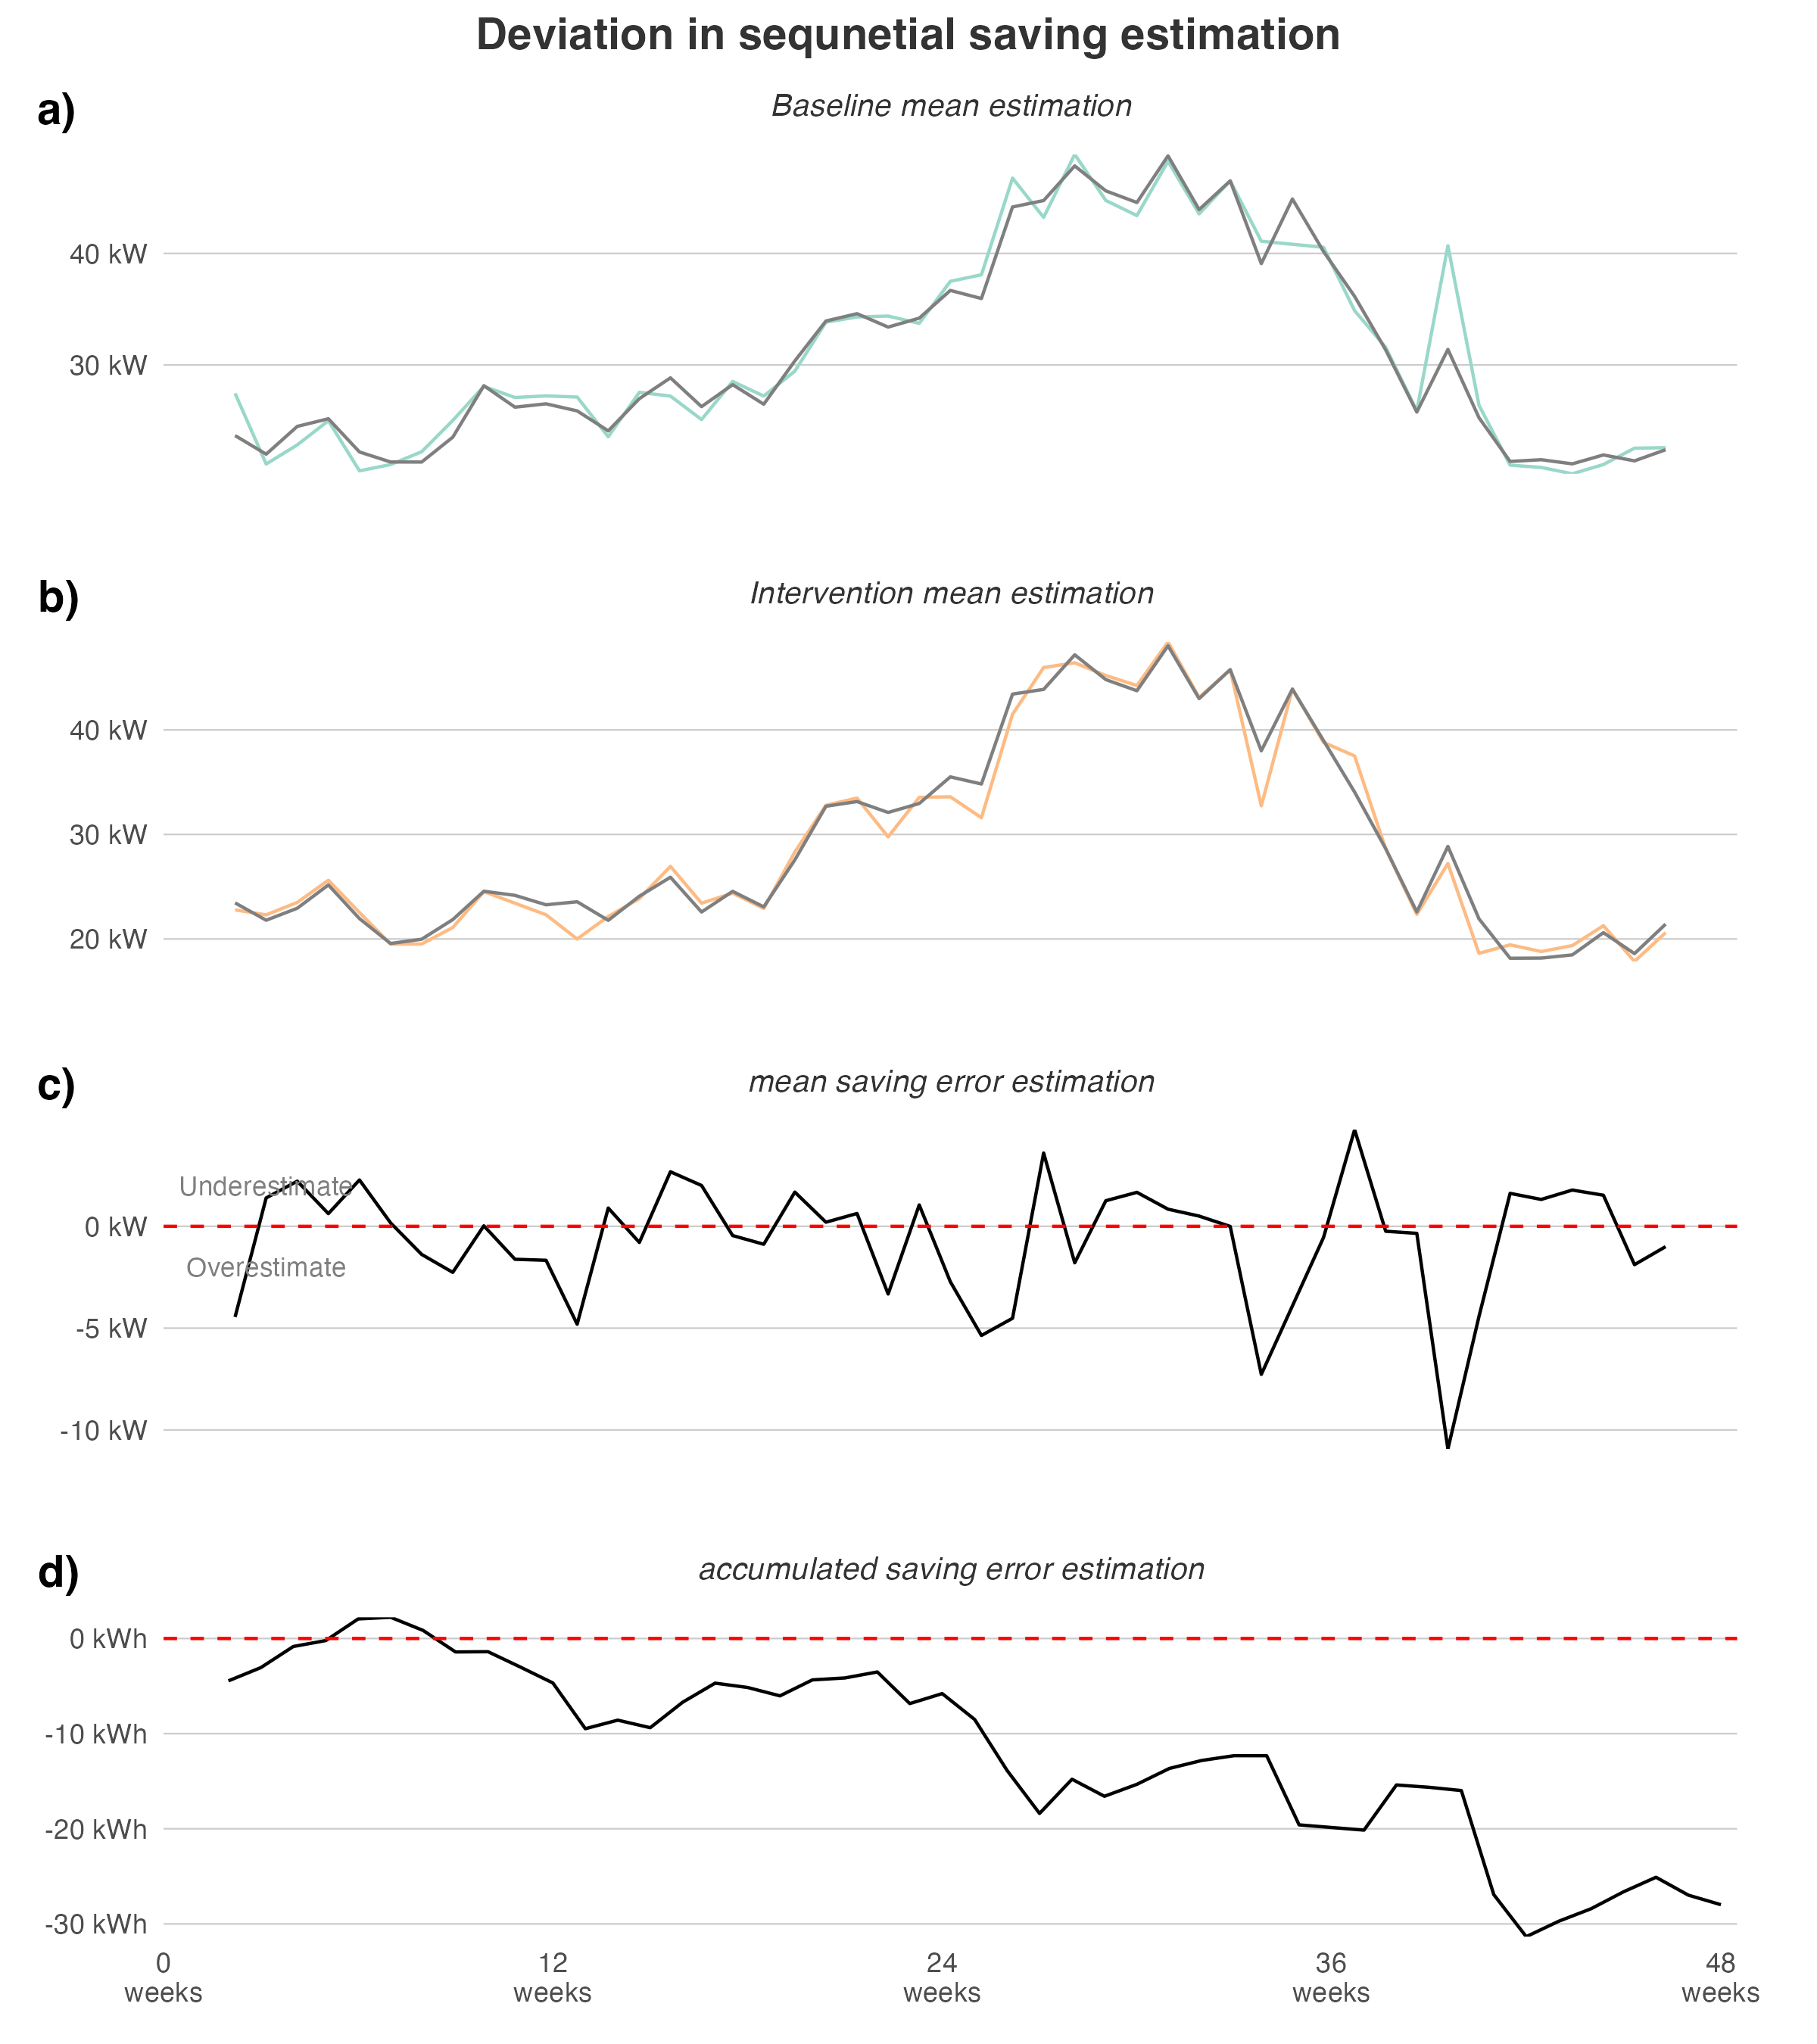 Deviation in sequnetial saving estimation
a)
Baseline mean estimation
40 kW
30 kW
b)
Intervention mean estimation
40 kW
30 kW
20 kW
c)
mean saving error estimation
Underestimate
0 kW
Overestimate
-5 kW
-10 kW
d)
accumulated saving error estimation
0 kWh
-10 kWh
-20 kWh
-30 kWh
0 12 24 36 48
weeks weeks weeks weeks weeks